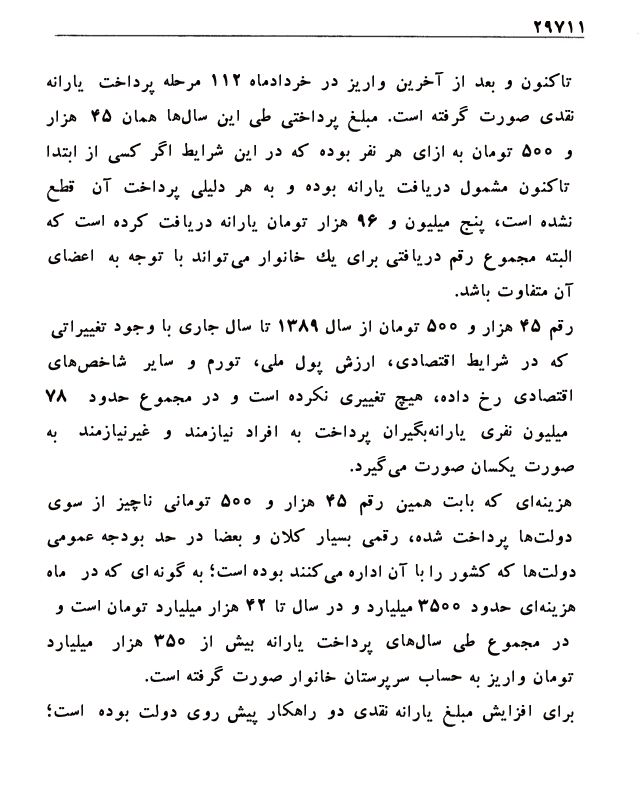 ۲۹۷۱۱
تاکنون و بعد از آخرین واریز در خردادماه ۱۱۲ مرحله پرداخت یارانه
نقدی صورت گرفته است. مبلغ پرداختی طی این سال‌ها همان ۴۵ هزار
و ۵۰۰ تومان به ازای هر نفر بوده که در این شرایط اگر کسی از ابتدا
تاکنون مشمول دریافت یارانه بوده و به هر دلیلی پرداخت آن قطع
نشده است، پنج میلیون و ۹۶ هزار تومان یارانه دریافت کرده است که
البته مجموع رقم دریافتی برای یك خانوار می‌تواند با توجه به اعضای
آن متفاوت باشد.
رقم ۴۵ هزار و ۵۰۰ تومان از سال ۱۳۸۹ تا سال جاری با وجود تغییراتی
که در شرایط اقتصادی، ارزش پول ملی، تورم و سایر شاخص‌های
اقتصادی رخ داده، هیچ تغییری نکرده است و در مجموع حدود ۷۸
میلیون نفری یارانه‌بگیران پرداخت به افراد نیازمند و غیرنیازمند به
صورت یکسان صورت می‌گیرد.
هزینه‌ای که بابت همین رقم ۴۵ هزار و ۵۰۰ تومانی ناچیز از سوی
دولت‌ها پرداخت شده، رقمی بسیار کلان و بعضا در حد بودجه عمومی
دولت‌ها که کشور را با آن اداره می‌کنند بوده است؛ به گونه ای که در ماه
هزینه‌ای حدود ۳۵۰۰ میلیارد و در سال تا ۴۲ هزار میلیارد تومان است و
در مجموع طی سال‌های پرداخت یارانه بیش از ۳۵۰ هزار میلیارد
تومان واریز به حساب سرپرستان خانوار صورت گرفته است.
برای افزایش مبلغ یارانه نقدی دو راهکار پیش روی دولت بوده است؛